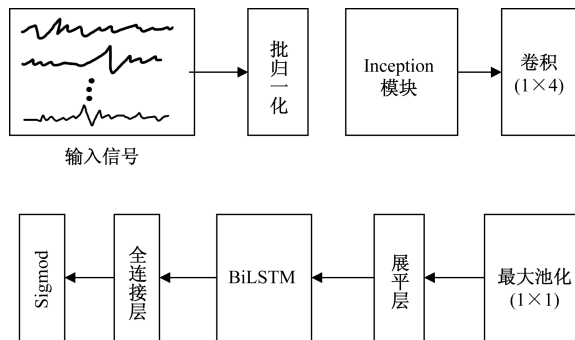 输入信号
批归一化
Inception
模块
卷积
(1×4)
Sigmod
全连接层
BiLSTM
展平层
最大池化
(1×1)